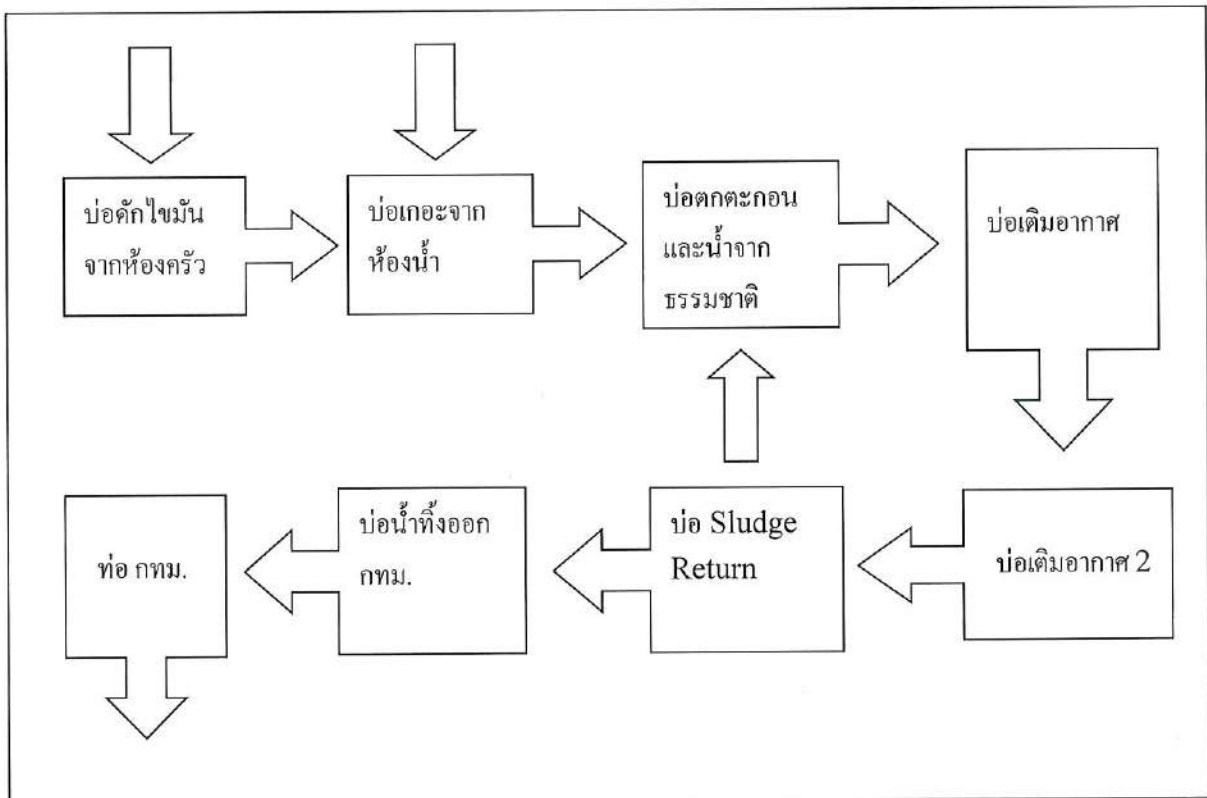 บ่อดักไขมัน
จากห้องครัว
บ่อเกอะจาก
ห้องน้ำ
บ่อตกตะกอน
และน้ำจาก
ธรรมชาติ
บ่อเติมอากาศ
ท่อ กทม.
บ่อน้ำทิ้งออก
กทม.
บ่อ Sludge
Return
บ่อเติมอากาศ 2